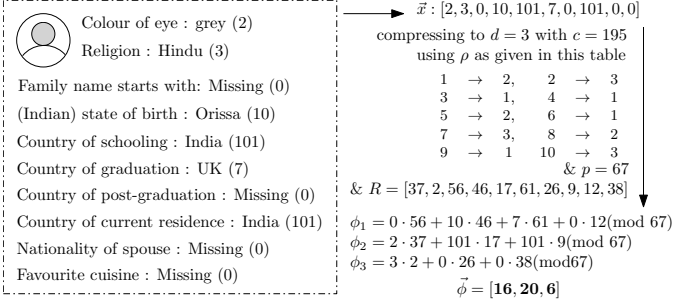 Colour of eye : grey (2)
Religion : Hindu (3)
Family name starts with: Missing (0)
(Indian) state of birth : Orissa (10)
Country of schooling : India (101)
Country of graduation : UK (7)
Country of post-graduation : Missing (0)
Country of current residence : India (101)
Nationality of spouse : Missing (0)
Favourite cuisine : Missing (0)
x⃗ : [2, 3, 0, 10, 101, 7, 0, 101, 0, 0]
compressing to d = 3 with c = 195
using ρ as given in this table
1 → 2, 2 → 3
3 → 1, 4 → 1
5 → 2, 6 → 1
7 → 3, 8 → 2
9 → 1 10 → 3
& p = 67
& R = [37, 2, 56, 46, 17, 61, 26, 9, 12, 38]
ϕ₁ = 0 · 56 + 10 · 46 + 7 · 61 + 0 · 12(mod 67)
ϕ₂ = 2 · 37 + 101 · 17 + 101 · 9(mod 67)
ϕ₃ = 3 · 2 + 0 · 26 + 0 · 38(mod67)
ϕ⃗ = [16, 20, 6]